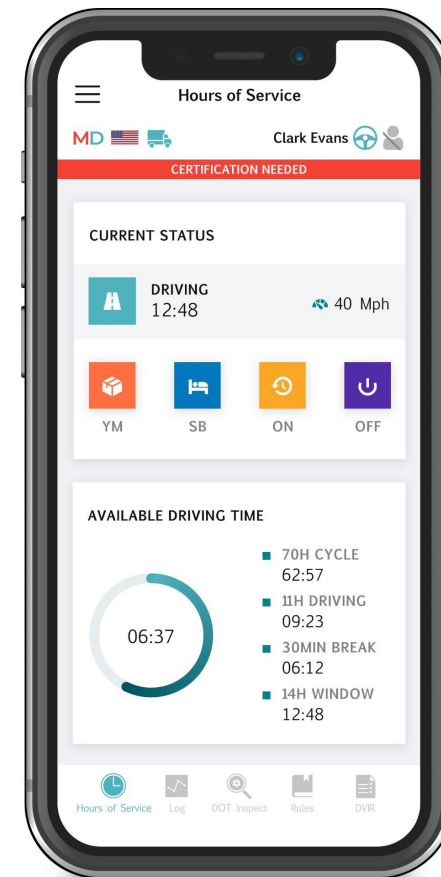 Hours of Service
MD
Clark Evans
CERTIFICATION NEEDED
CURRENT STATUS
DRIVING
12:48
40 Mph
YM SB ON OFF
AVAILABLE DRIVING TIME
06:37
70H CYCLE
62:57
11H DRIVING
09:23
30MIN BREAK
06:12
14H WINDOW
12:48
Hours of Service Log DOT Inspect Rules DVIR